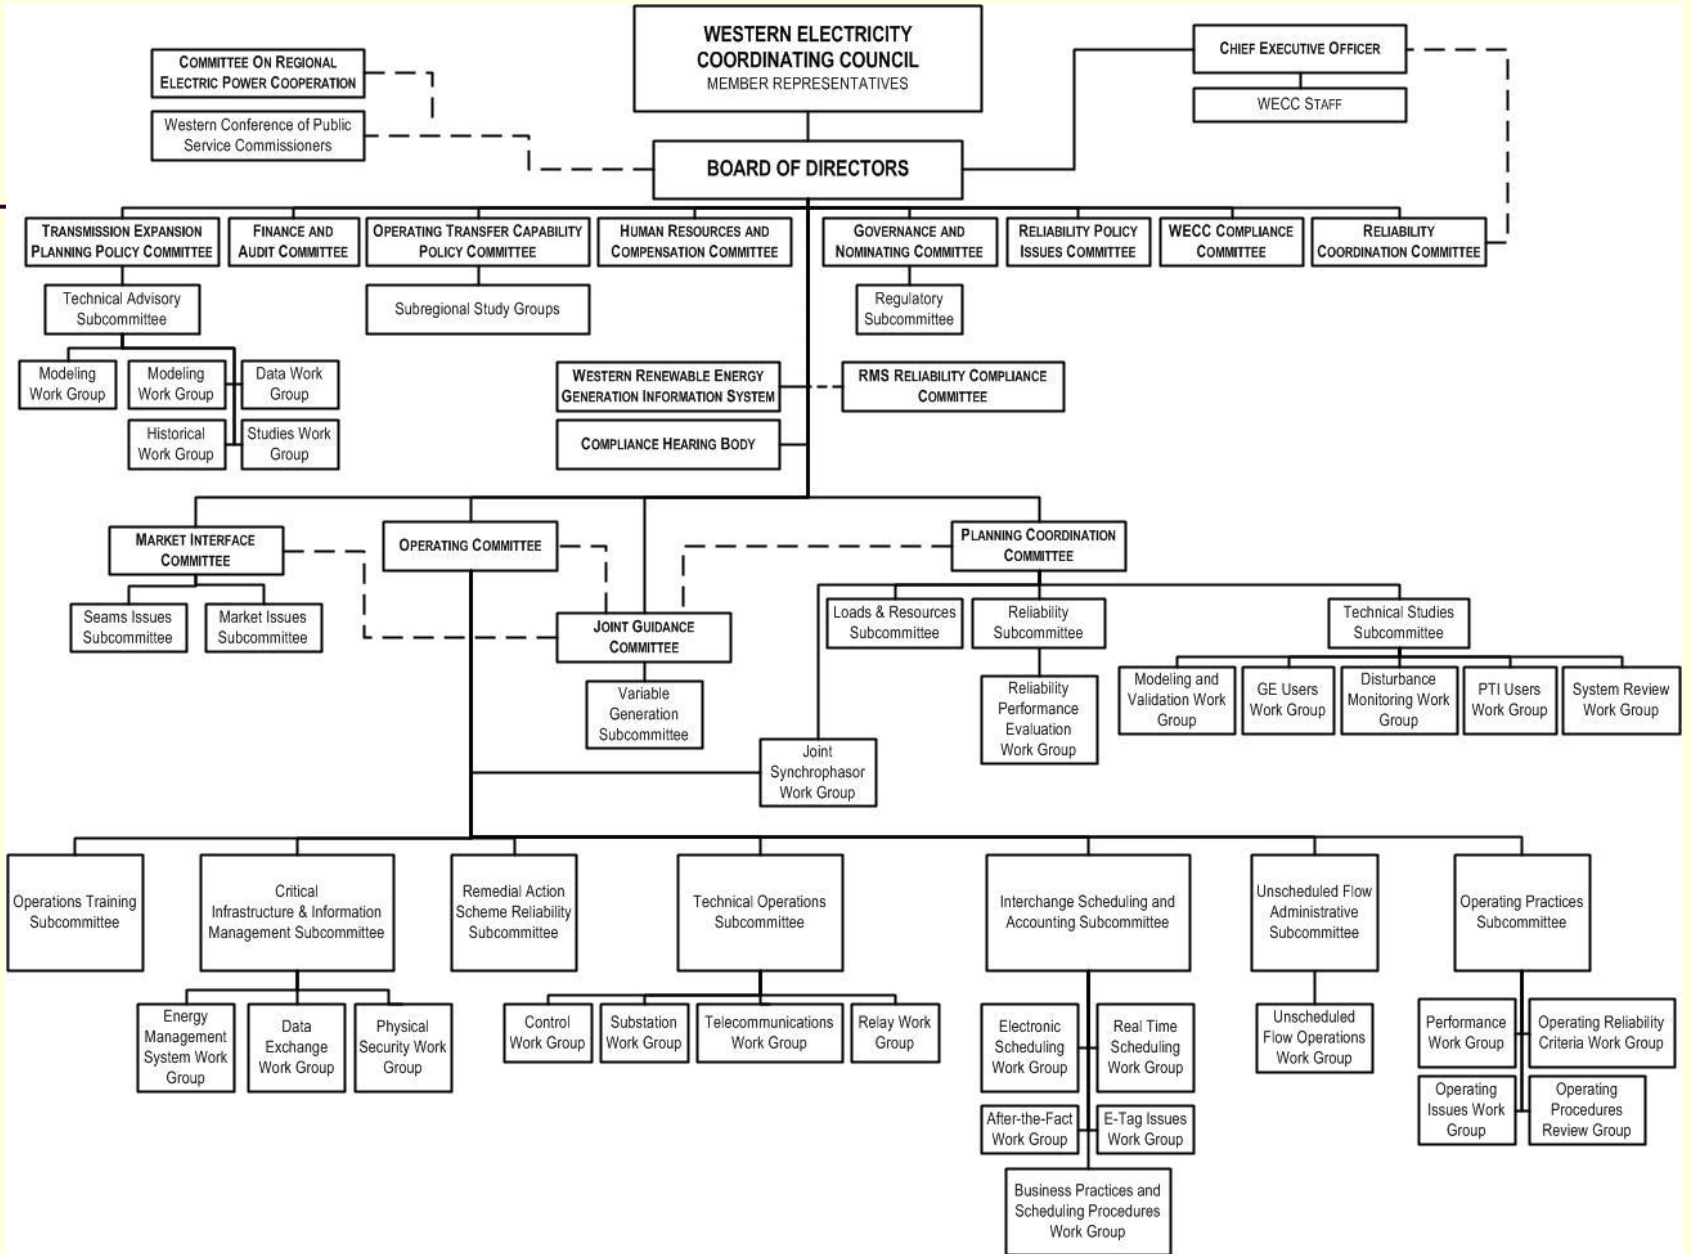 WESTERN ELECTRICITY
COORDINATING COUNCIL
MEMBER REPRESENTATIVES
COMMITTEE ON REGIONAL
ELECTRIC POWER COOPERATION
Western Conference of Public
Service Commissioners
CHIEF EXECUTIVE OFFICER
WECC STAFF
BOARD OF DIRECTORS
TRANSMISSION EXPANSION
PLANNING POLICY COMMITTEE
FINANCE AND
AUDIT COMMITTEE
OPERATING TRANSFER CAPABILITY
POLICY COMMITTEE
HUMAN RESOURCES AND
COMPENSATION COMMITTEE
GOVERNANCE AND
NOMINATING COMMITTEE
RELIABILITY POLICY
ISSUES COMMITTEE
WECC COMPLIANCE
COMMITTEE
RELIABILITY
COORDINATION COMMITTEE
Technical Advisory
Subcommittee
Subregional Study Groups
Regulatory
Subcommittee
Modeling
Work Group
Modeling
Work Group
Data Work
Group
Historical
Work Group
Studies Work
Group
WESTERN RENEWABLE ENERGY
GENERATION INFORMATION SYSTEM
RMS RELIABILITY COMPLIANCE
COMMITTEE
COMPLIANCE HEARING BODY
MARKET INTERFACE
COMMITTEE
OPERATING COMMITTEE
PLANNING COORDINATION
COMMITTEE
Seams Issues
Subcommittee
Market Issues
Subcommittee
JOINT GUIDANCE
COMMITTEE
Variable
Generation
Subcommittee
Loads & Resources
Subcommittee
Reliability
Subcommittee
Technical Studies
Subcommittee
Reliability
Performance
Evaluation
Work Group
Modeling and
Validation Work
Group
GE Users
Work Group
Disturbance
Monitoring Work
Group
PTI Users
Work Group
System Review
Work Group
Joint
Synchrophasor
Work Group
Operations Training
Subcommittee
Critical
Infrastructure & Information
Management Subcommittee
Remedial Action
Scheme Reliability
Subcommittee
Technical Operations
Subcommittee
Interchange Scheduling and
Accounting Subcommittee
Unscheduled Flow
Administrative
Subcommittee
Operating Practices
Subcommittee
Energy
Management
System Work
Group
Data
Exchange
Work Group
Physical
Security Work
Group
Control
Work Group
Substation
Work Group
Telecommunications
Work Group
Relay Work
Group
Electronic
Scheduling
Work Group
Real Time
Scheduling
Work Group
After-the-Fact
Work Group
E-Tag Issues
Work Group
Business Practices and
Scheduling Procedures
Work Group
Unscheduled
Flow Operations
Work Group
Performance
Work Group
Operating Reliability
Criteria Work Group
Operating
Issues Work
Group
Operating
Procedures
Review Group